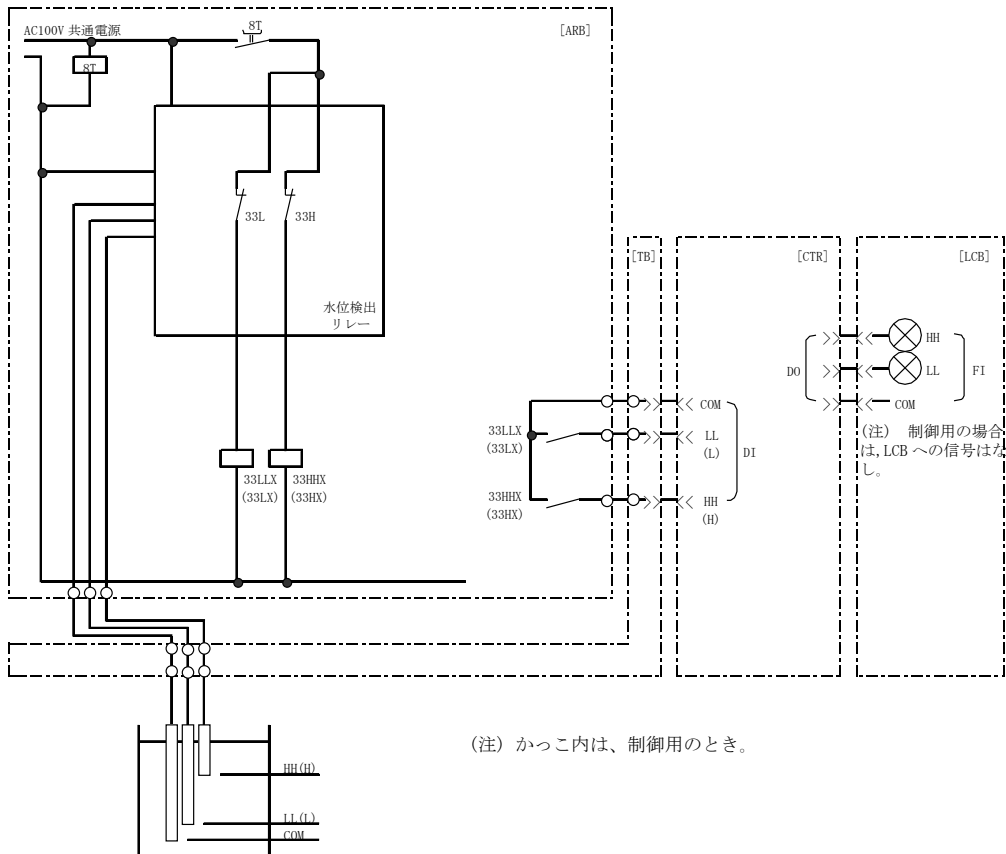 AC100V 共通電源
8T
[ARB]
8T
33L
33H
水位検出
リレー
[TB]
[CTR]
[LCB]
HH
DO
LL
FI
COM
(注) 制御用の場合
は,LCB への信号はな
し。
COM
33LLX
(33LX)
LL
(L)
DI
33HHX
(33HX)
HH
(H)
33LLX
(33LX)
33HHX
(33HX)
(注) かっこ内は、制御用のとき。
HH(H)
LL(L)
COM